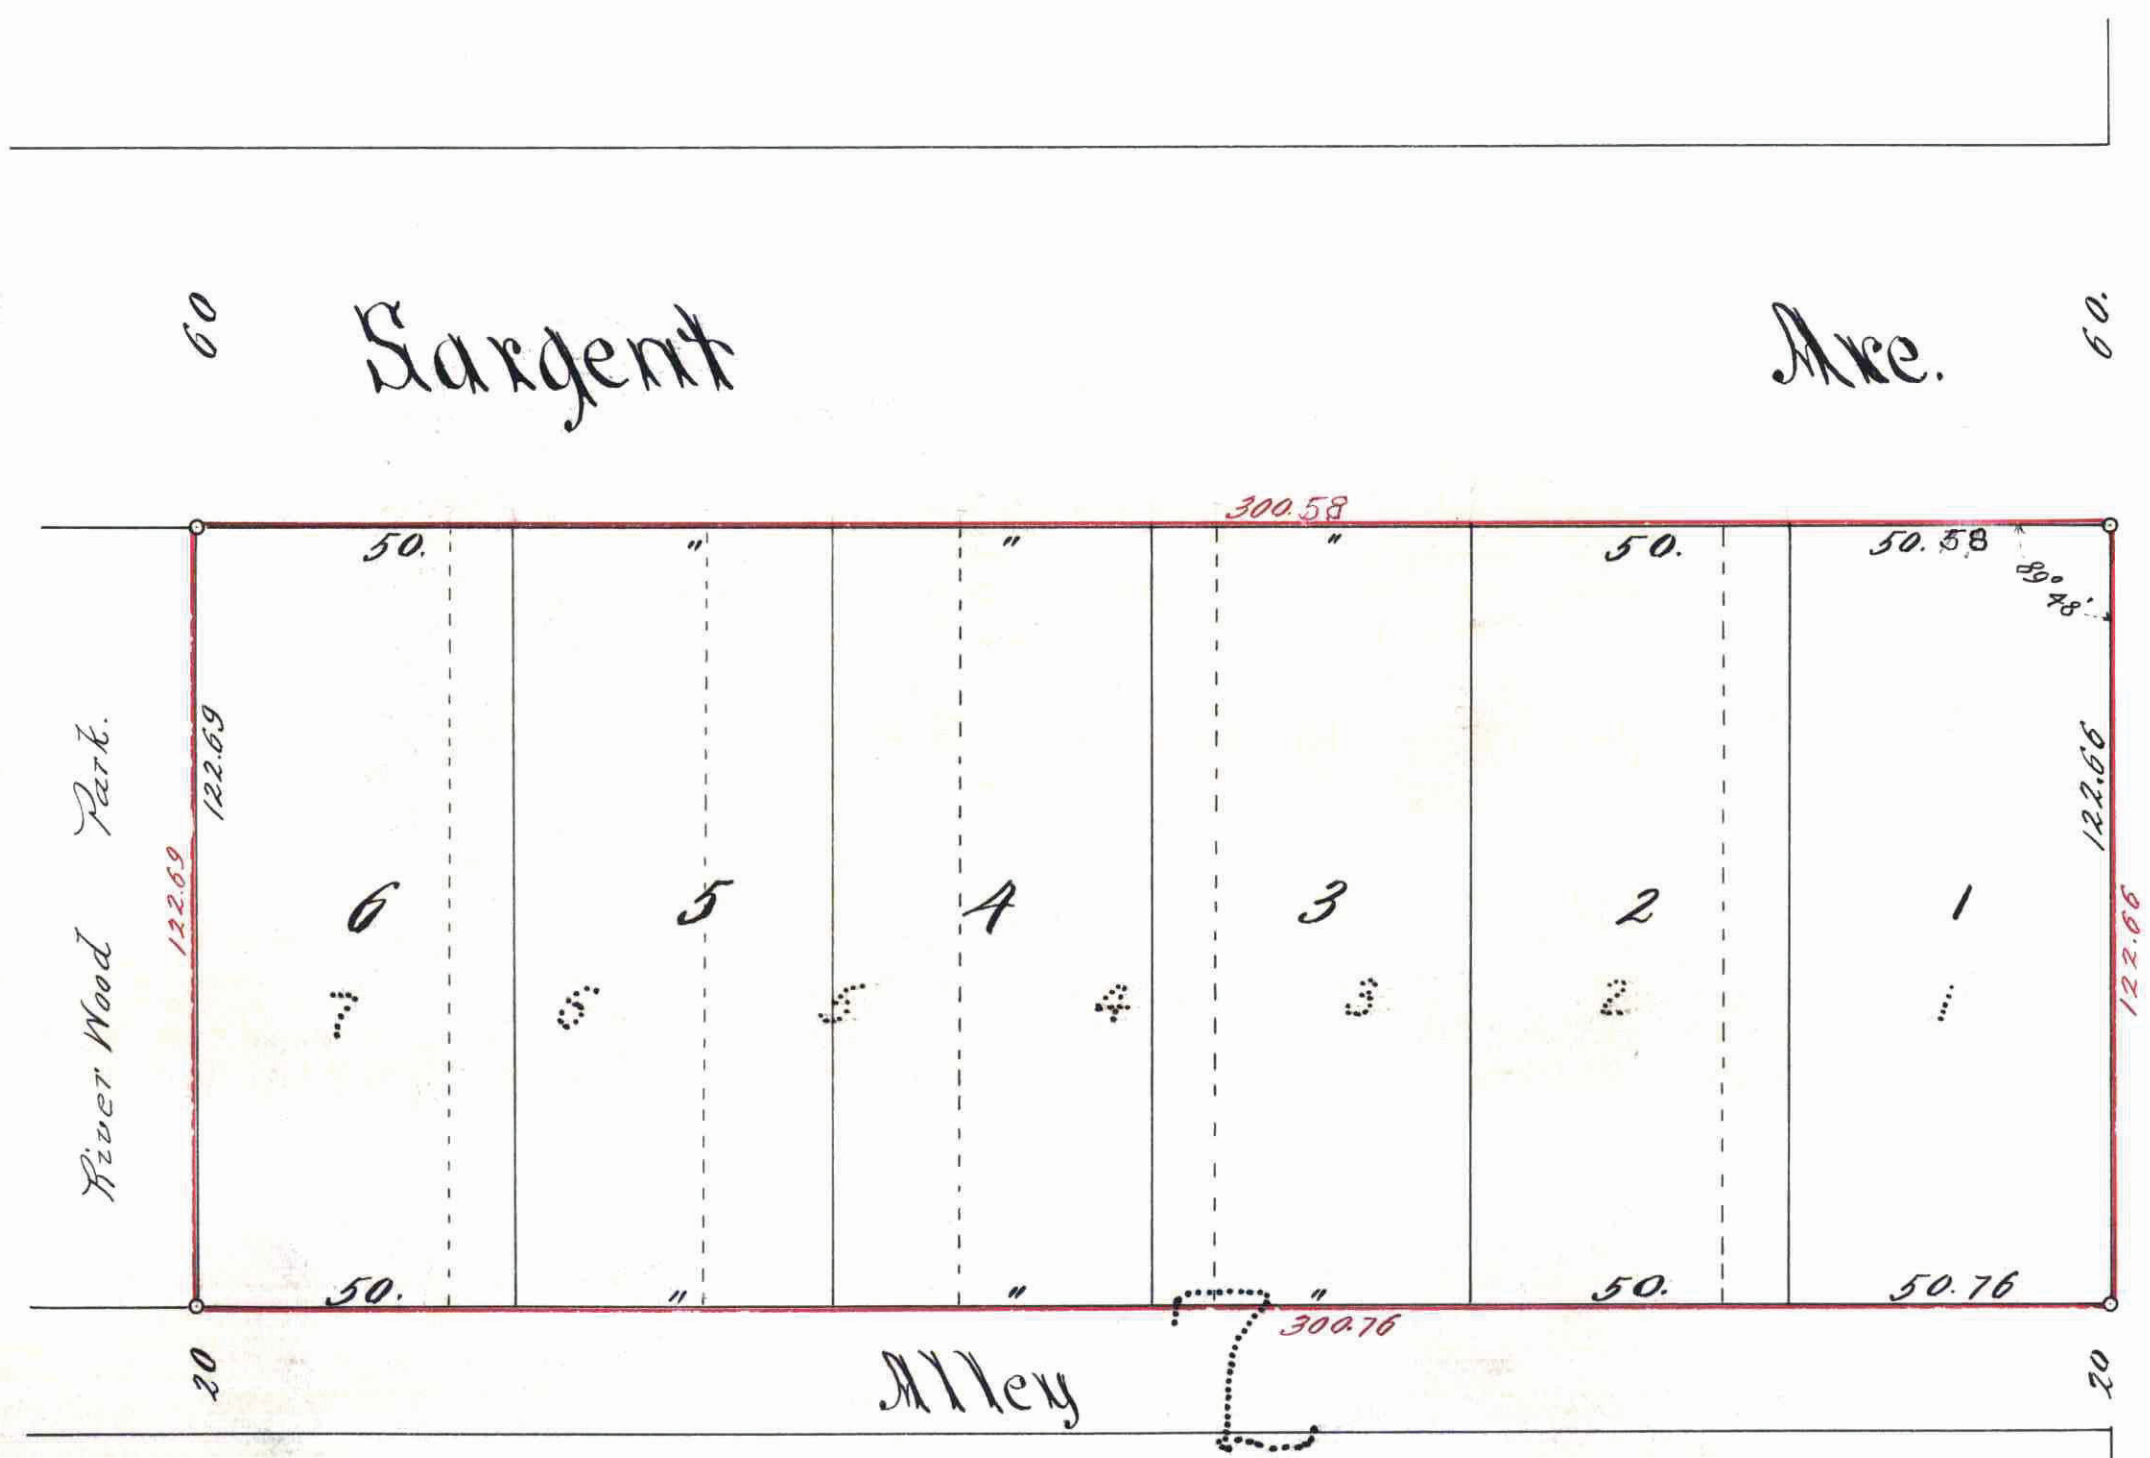 60 Sargent Ave. 60.
300.58
50. " " " 50. 50.58
89° 48'
River Wood Park.
122.69
122.69
122.66
122.66
6 5 4 3 2 1
7 6 5 4 3 2 1
50. " " " 50. 50.76
300.76
20 Alley 20
7